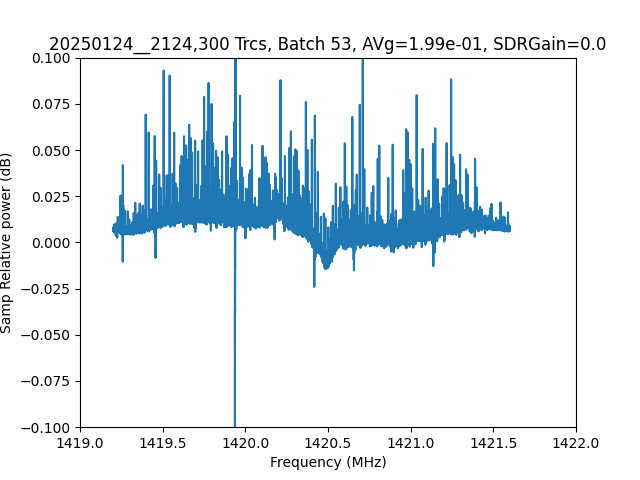 20250124__2124,300 Trcs, Batch 53, AVg=1.99e-01, SDRGain=0.0
Samp Relative power (dB)
0.100
0.075
0.050
0.025
0.000
−0.025
−0.050
−0.075
−0.100
1419.0 1419.5 1420.0 1420.5 1421.0 1421.5 1422.0
Frequency (MHz)